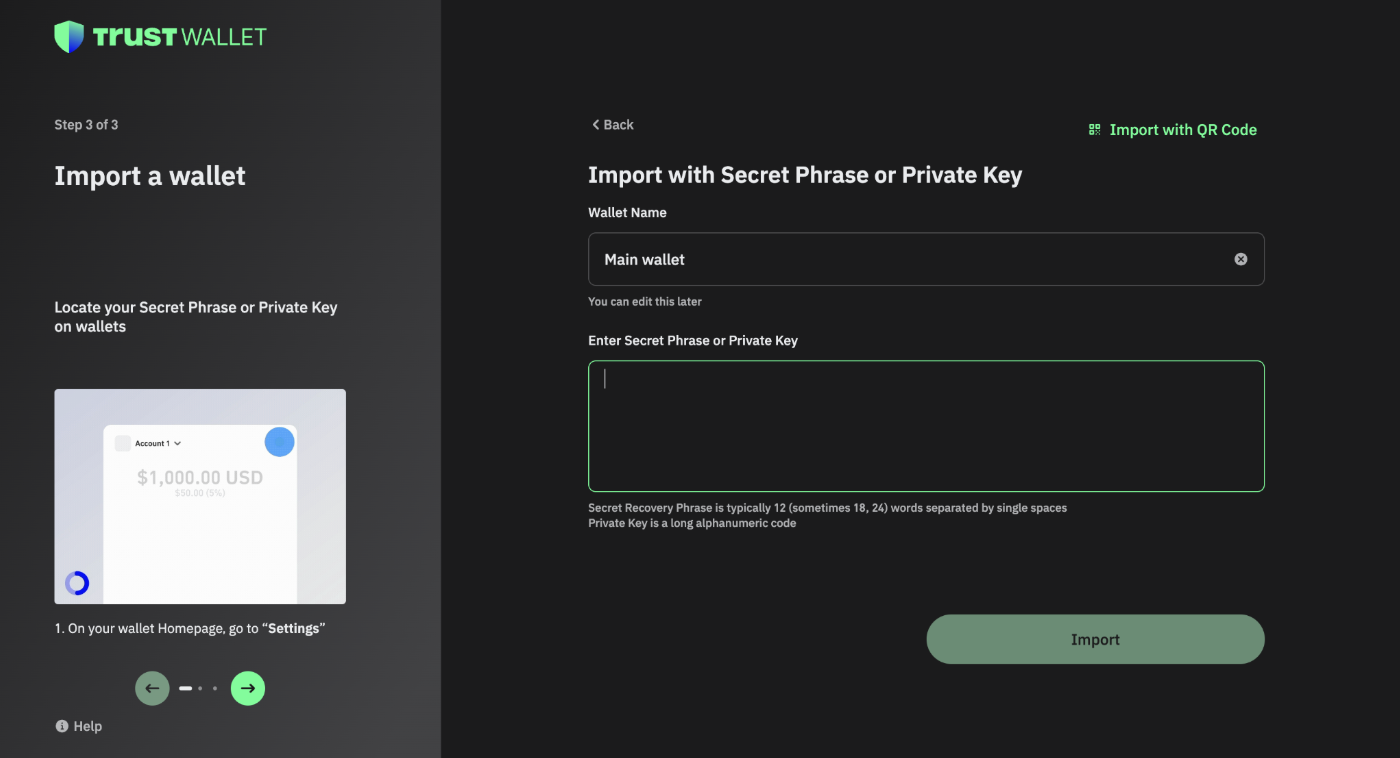 TRUST WALLET
Step 3 of 3
Import a wallet
Locate your Secret Phrase or Private Key
on wallets
Account 1
$1,000.00 USD
$50.00 (5%)
1. On your wallet Homepage, go to “Settings”
Help
Back
Import with QR Code
Import with Secret Phrase or Private Key
Wallet Name
Main wallet
You can edit this later
Enter Secret Phrase or Private Key
Secret Recovery Phrase is typically 12 (sometimes 18, 24) words separated by single spaces
Private Key is a long alphanumeric code
Import